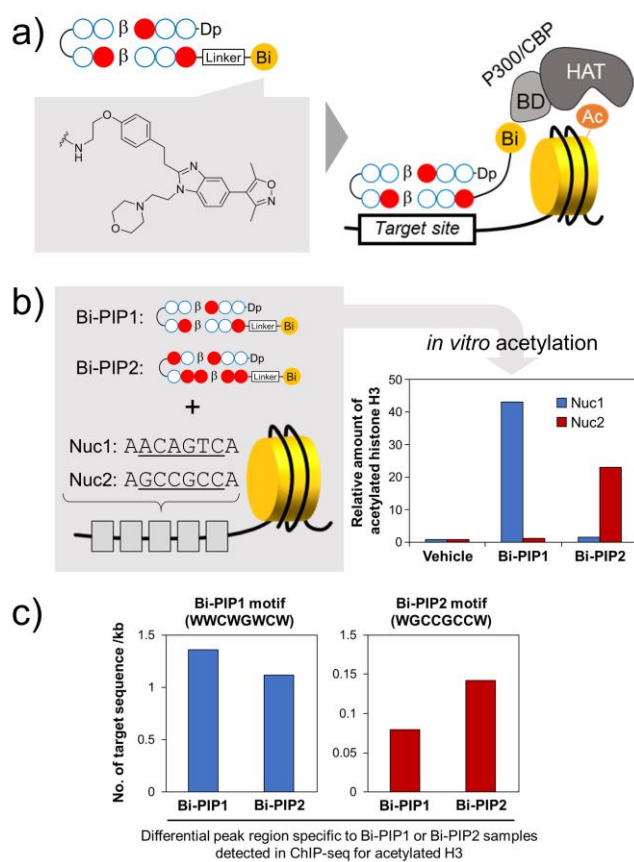 a)
β
Dp
β
Linker
Bi
O
N
H
N
N
O
N
N
O
P300/CBP
HAT
BD
Ac
Bi
β
Dp
β
Target site
b)
Bi-PIP1:
β
Dp
β
Linker
Bi
Bi-PIP2:
β
Dp
β
Linker
Bi
+
Nuc1: AACAGTCA
Nuc2: AGCCGCCA
in vitro acetylation
Relative amount of
acetylated histone H3
50
40
30
20
10
0
Nuc1
Nuc2
Vehicle
Bi-PIP1
Bi-PIP2
c)
Bi-PIP1 motif
(WWCWGWCW)
Bi-PIP2 motif
(WGCCGCCW)
No. of target sequence /kb
1.5
1
0.5
0
Bi-PIP1
Bi-PIP2
0.15
0.1
0.05
0
Bi-PIP1
Bi-PIP2
Differential peak region specific to Bi-PIP1 or Bi-PIP2 samples
detected in ChIP-seq for acetylated H3